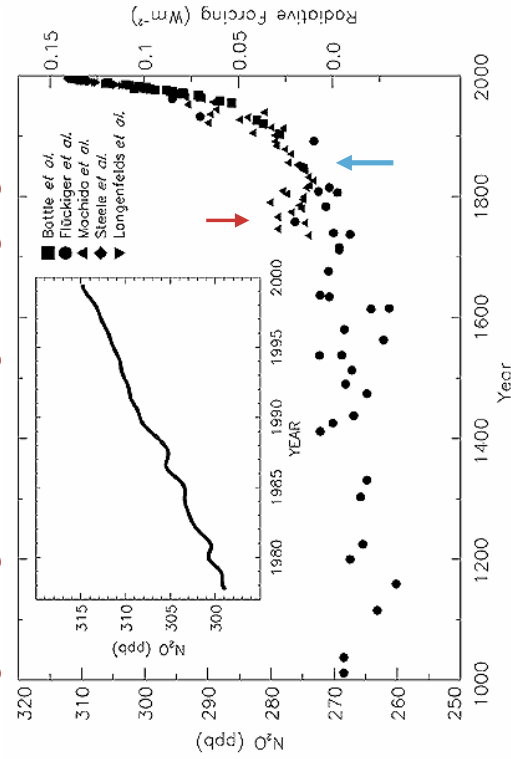 Radiative Forcing (Wm⁻²)
0.15
0.1
0.05
0.0
320
310
300
290
280
270
260
250
N₂O (ppb)
1000
1200
1400
1600
1800
2000
Year
Battle et al.
Flückiger et al.
Machida et al.
Steele et al.
Langenfelds et al.
315
310
305
300
N₂O (ppb)
1980
1985
1990
1995
2000
YEAR